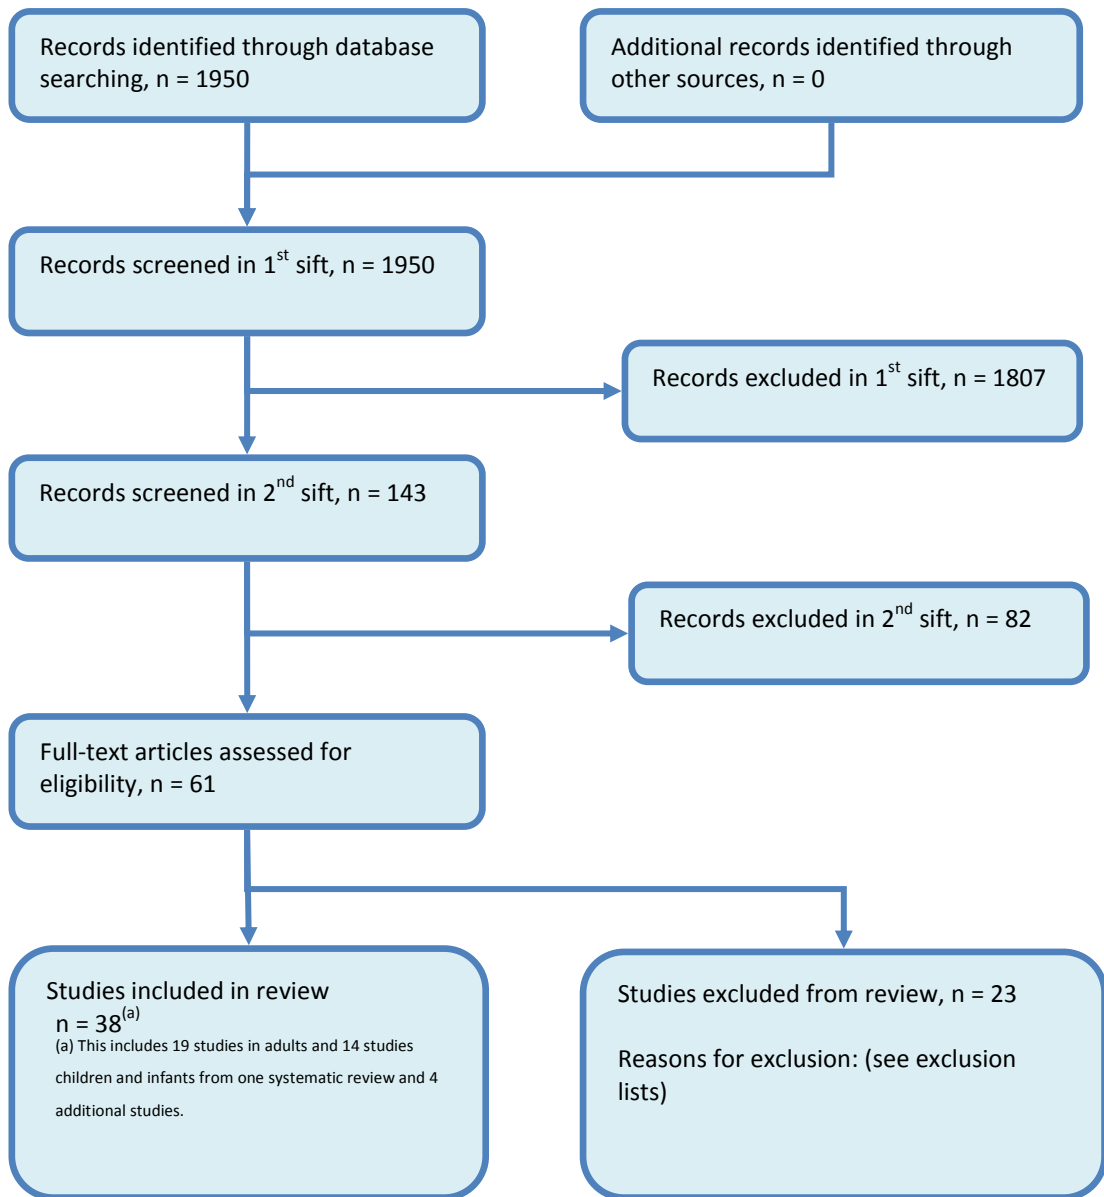 Records identified through database
searching, n = 1950
Additional records identified through
other sources, n = 0
Records screened in 1st sift, n = 1950
Records excluded in 1st sift, n = 1807
Records screened in 2nd sift, n = 143
Records excluded in 2nd sift, n = 82
Full-text articles assessed for
eligibility, n = 61
Studies included in review
n = 38(a)
(a) This includes 19 studies in adults and 14 studies
children and infants from one systematic review and 4
additional studies.
Studies excluded from review, n = 23
Reasons for exclusion: (see exclusion
lists)